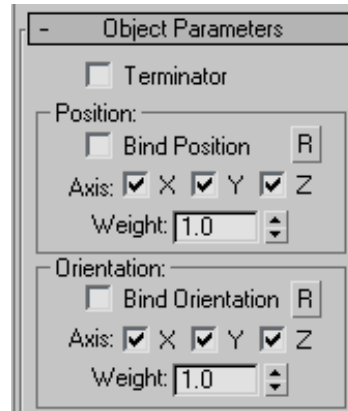 - Object Parameters
Terminator
Position:
Bind Position R
Axis: X Y Z
Weight: 1.0
Orientation:
Bind Orientation R
Axis: X Y Z
Weight: 1.0